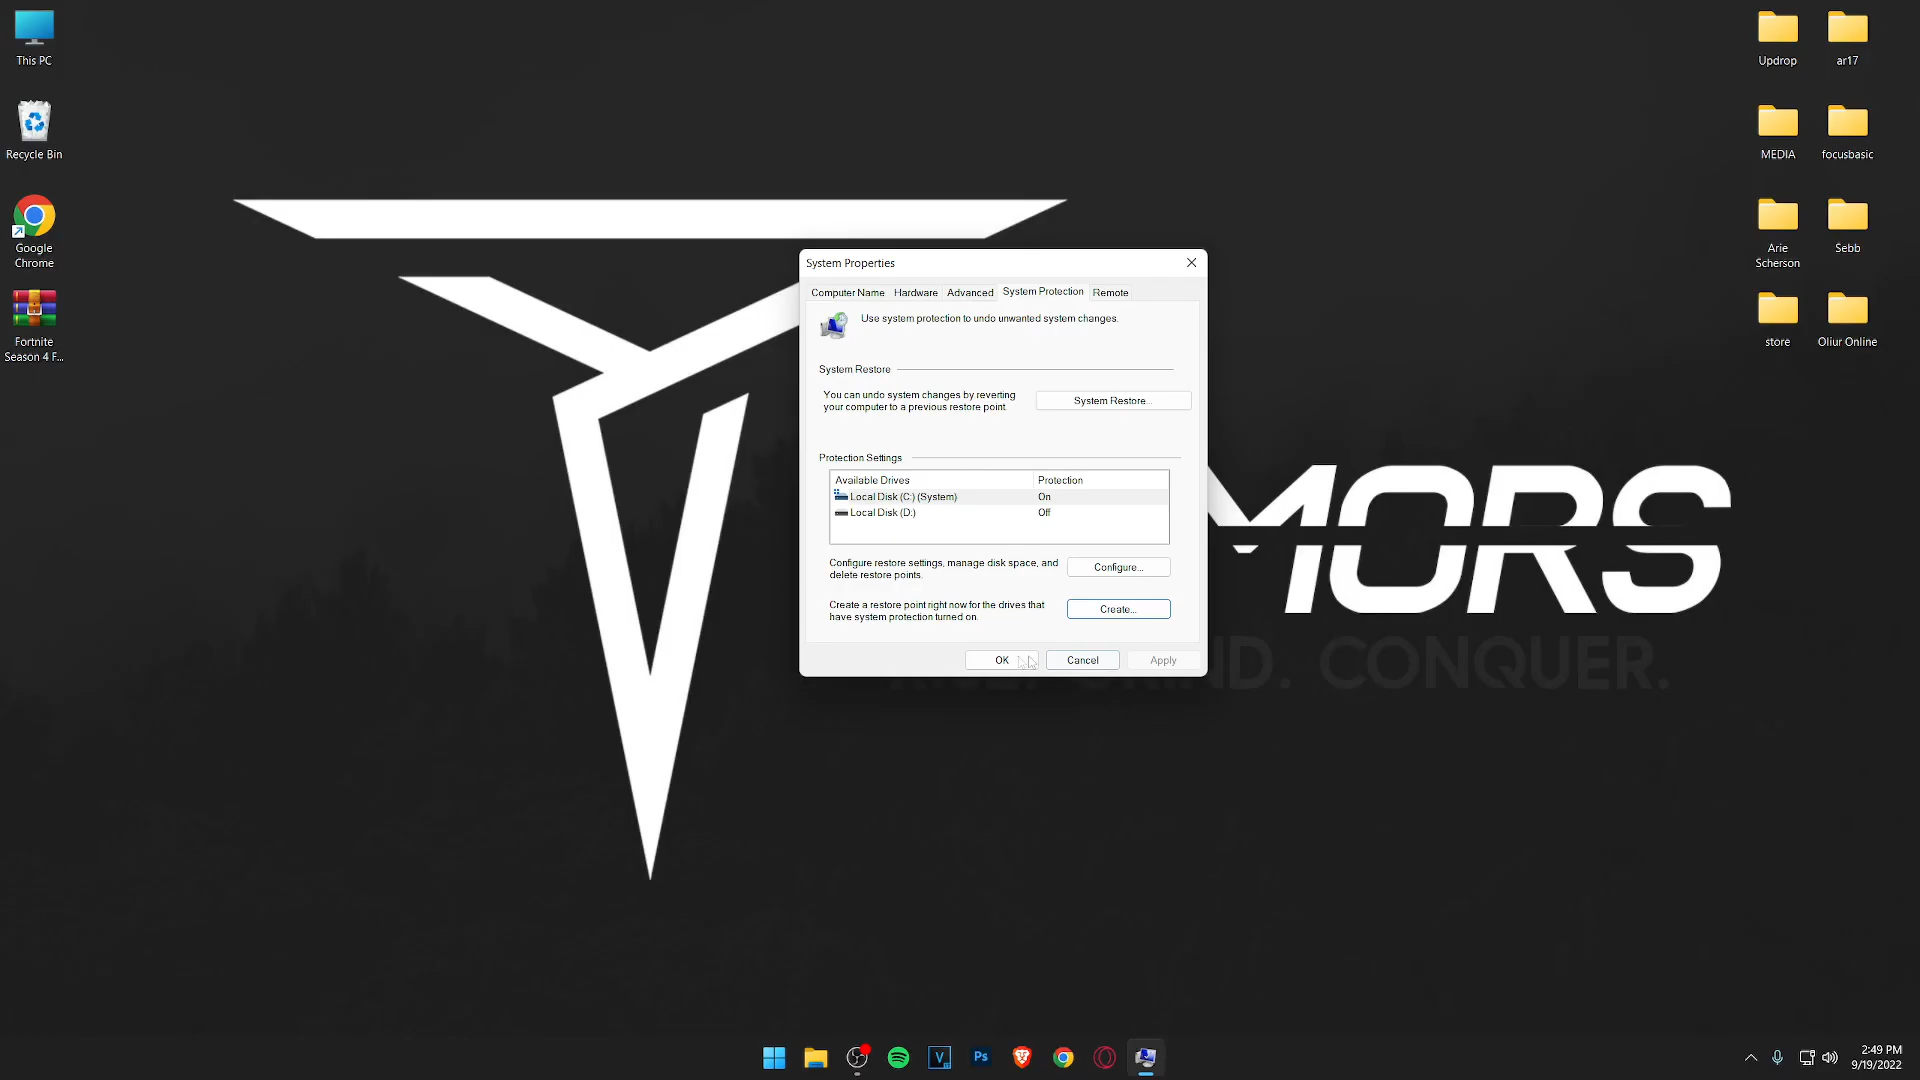 This PC
Recycle Bin
Google
Chrome
Fortnite
Season 4 F...
Updrop
ar17
MEDIA
focusbasic
Arie
Scherson
Sebb
store
Oliur Online
System Properties
Computer Name
Hardware
Advanced
System Protection
Remote
Use system protection to undo unwanted system changes.
System Restore
You can undo system changes by reverting
your computer to a previous restore point.
System Restore...
Protection Settings
Available Drives
Protection
Local Disk (C:) (System)
On
Local Disk (D:)
Off
Configure restore settings, manage disk space, and
delete restore points.
Configure...
Create a restore point right now for the drives that
have system protection turned on.
Create...
OK
Cancel
Apply
MORS
CONQUER.
V
Ps
2:49 PM
9/19/2022